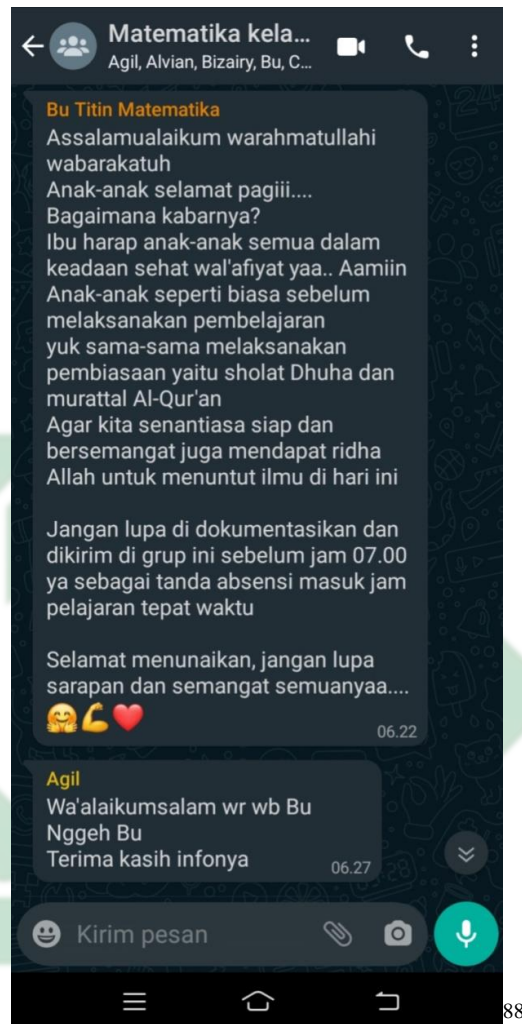 Matematika kela...
Agil, Alvian, Bizairy, Bu, C...
Bu Titin Matematika
Assalamualaikum warahmatullahi
wabarakatuh
Anak-anak selamat pagiii....
Bagaimana kabarnya?
Ibu harap anak-anak semua dalam
keadaan sehat wal'afiyat yaa.. Aamiin
Anak-anak seperti biasa sebelum
melaksanakan pembelajaran
yuk sama-sama melaksanakan
pembiasaan yaitu sholat Dhuha dan
murattal Al-Qur'an
Agar kita senantiasa siap dan
bersemangat juga mendapat ridha
Allah untuk menuntut ilmu di hari ini
Jangan lupa di dokumentasikan dan
dikirim di grup ini sebelum jam 07.00
ya sebagai tanda absensi masuk jam
pelajaran tepat waktu
Selamat menunaikan, jangan lupa
sarapan dan semangat semuanyaa....
🤗💪❤️
06.22
Agil
Wa'alaikumsalam wr wb Bu
Nggeh Bu
Terima kasih infonya
06.27
Kirim pesan
88